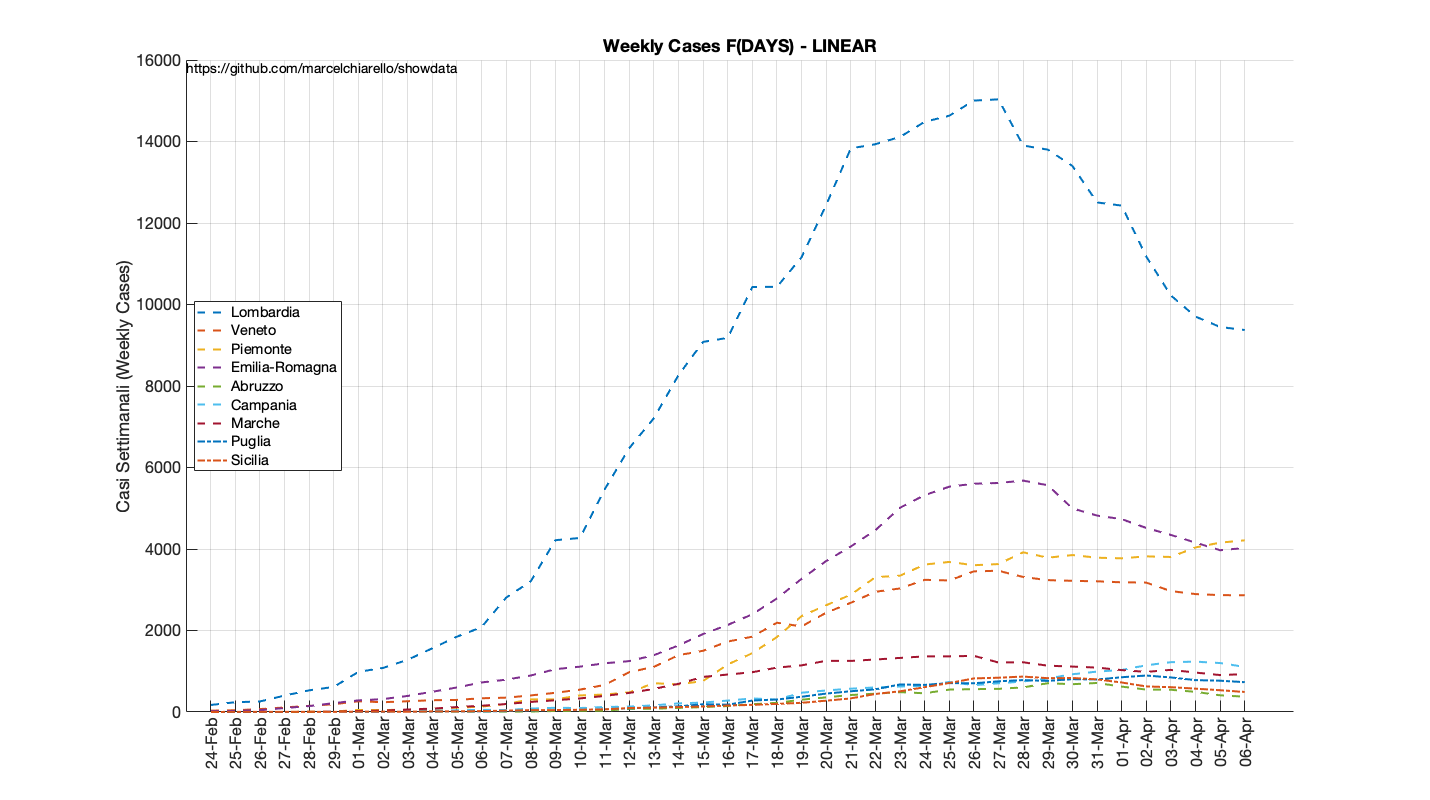 Weekly Cases F(DAYS) - LINEAR
https://github.com/marcelchiarello/showdata
Casi Settimanali (Weekly Cases)
16000
14000
12000
10000
8000
6000
4000
2000
0
Lombardia
Veneto
Piemonte
Emilia-Romagna
Abruzzo
Campania
Marche
Puglia
Sicilia
24-Feb
25-Feb
26-Feb
27-Feb
28-Feb
29-Feb
01-Mar
02-Mar
03-Mar
04-Mar
05-Mar
06-Mar
07-Mar
08-Mar
09-Mar
10-Mar
11-Mar
12-Mar
13-Mar
14-Mar
15-Mar
16-Mar
17-Mar
18-Mar
19-Mar
20-Mar
21-Mar
22-Mar
23-Mar
24-Mar
25-Mar
26-Mar
27-Mar
28-Mar
29-Mar
30-Mar
31-Mar
01-Apr
02-Apr
03-Apr
04-Apr
05-Apr
06-Apr